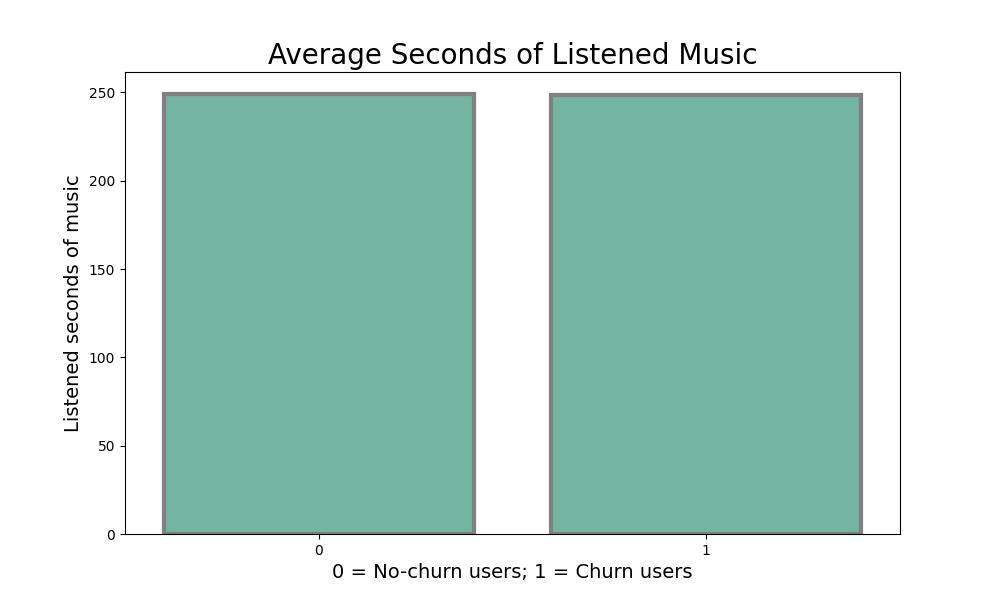 Average Seconds of Listened Music
Listened seconds of music
250
200
150
100
50
0
0
1
0 = No-churn users; 1 = Churn users